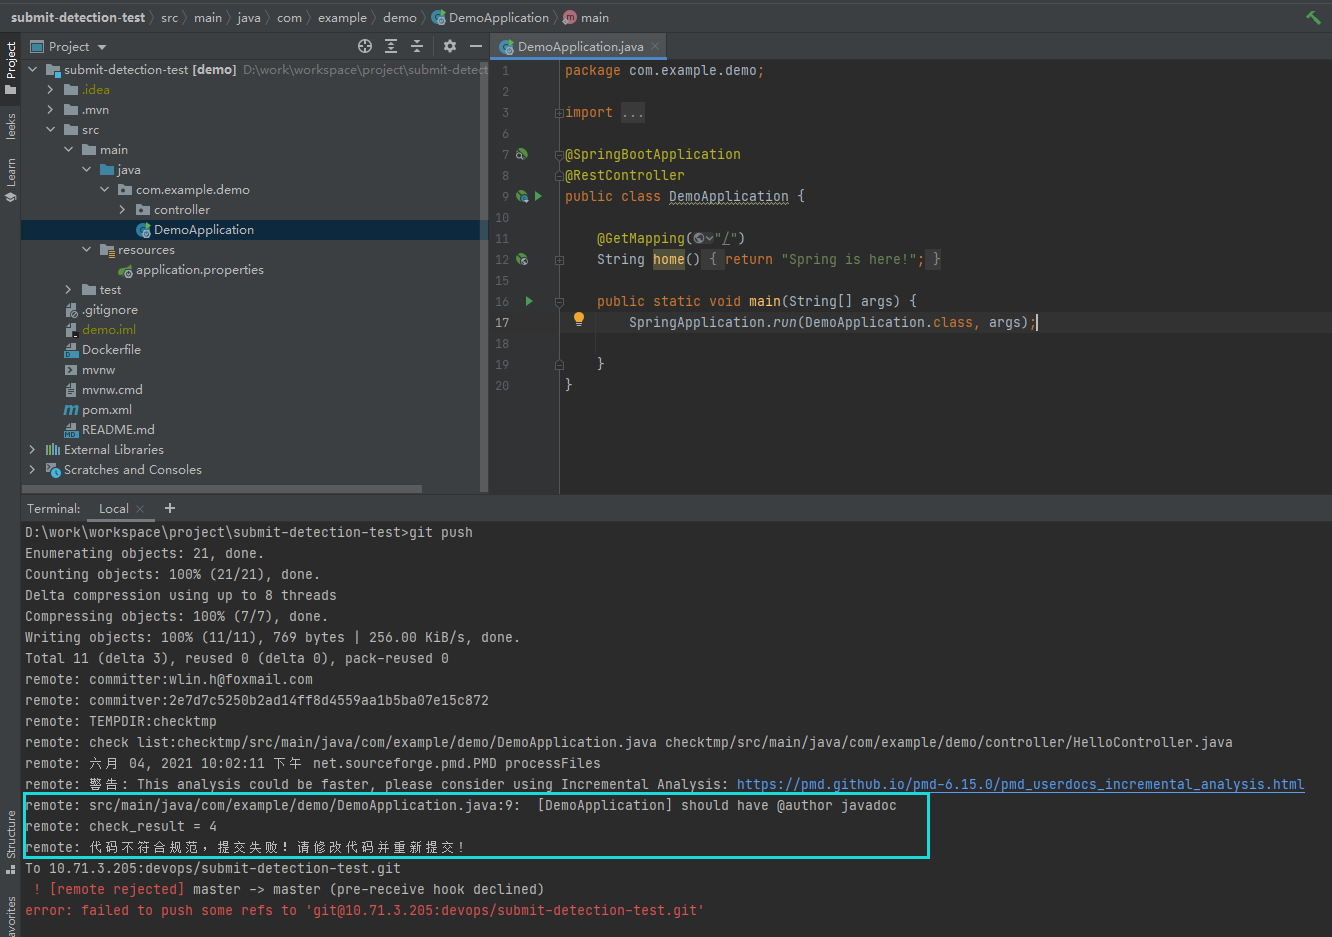 submit-detection-test src main java com example demo DemoApplication main
Project
Project
DemoApplication.java
leeks
Learn
submit-detection-test [demo] D:\work\workspace\project\submit-detect
.idea
.mvn
src
main
java
com.example.demo
controller
DemoApplication
resources
application.properties
test
.gitignore
demo.iml
Dockerfile
mvnw
mvnw.cmd
pom.xml
README.md
External Libraries
Scratches and Consoles
1 package com.example.demo;
2
3 import ...
6
7 @SpringBootApplication
8 @RestController
9 public class DemoApplication {
10
11 @GetMapping("/")
12 String home() { return "Spring is here!"; }
15
16 public static void main(String[] args) {
17 SpringApplication.run(DemoApplication.class, args);
18
19 }
20 }
Terminal: Local
D:\work\workspace\project\submit-detection-test>git push
Enumerating objects: 21, done.
Counting objects: 100% (21/21), done.
Delta compression using up to 8 threads
Compressing objects: 100% (7/7), done.
Writing objects: 100% (11/11), 769 bytes | 256.00 KiB/s, done.
Total 11 (delta 3), reused 0 (delta 0), pack-reused 0
remote: committer:wlin.h@foxmail.com
remote: commitver:2e7d7c5250b2ad14ff8d4559aa1b5ba07e15c872
remote: TEMPDIR:checktmp
remote: check list:checktmp/src/main/java/com/example/demo/DemoApplication.java checktmp/src/main/java/com/example/demo/controller/HelloController.java
remote: 六月 04, 2021 10:02:11 下午 net.sourceforge.pmd.PMD processFiles
remote: 警告: This analysis could be faster, please consider using Incremental Analysis: https://pmd.github.io/pmd-6.15.0/pmd_userdocs_incremental_analysis.html
remote: src/main/java/com/example/demo/DemoApplication.java:9: [DemoApplication] should have @author javadoc
remote: check_result = 4
remote: 代码不符合规范，提交失败！请修改代码并重新提交！
To 10.71.3.205:devops/submit-detection-test.git
! [remote rejected] master -> master (pre-receive hook declined)
error: failed to push some refs to 'git@10.71.3.205:devops/submit-detection-test.git'
Structure
avorites